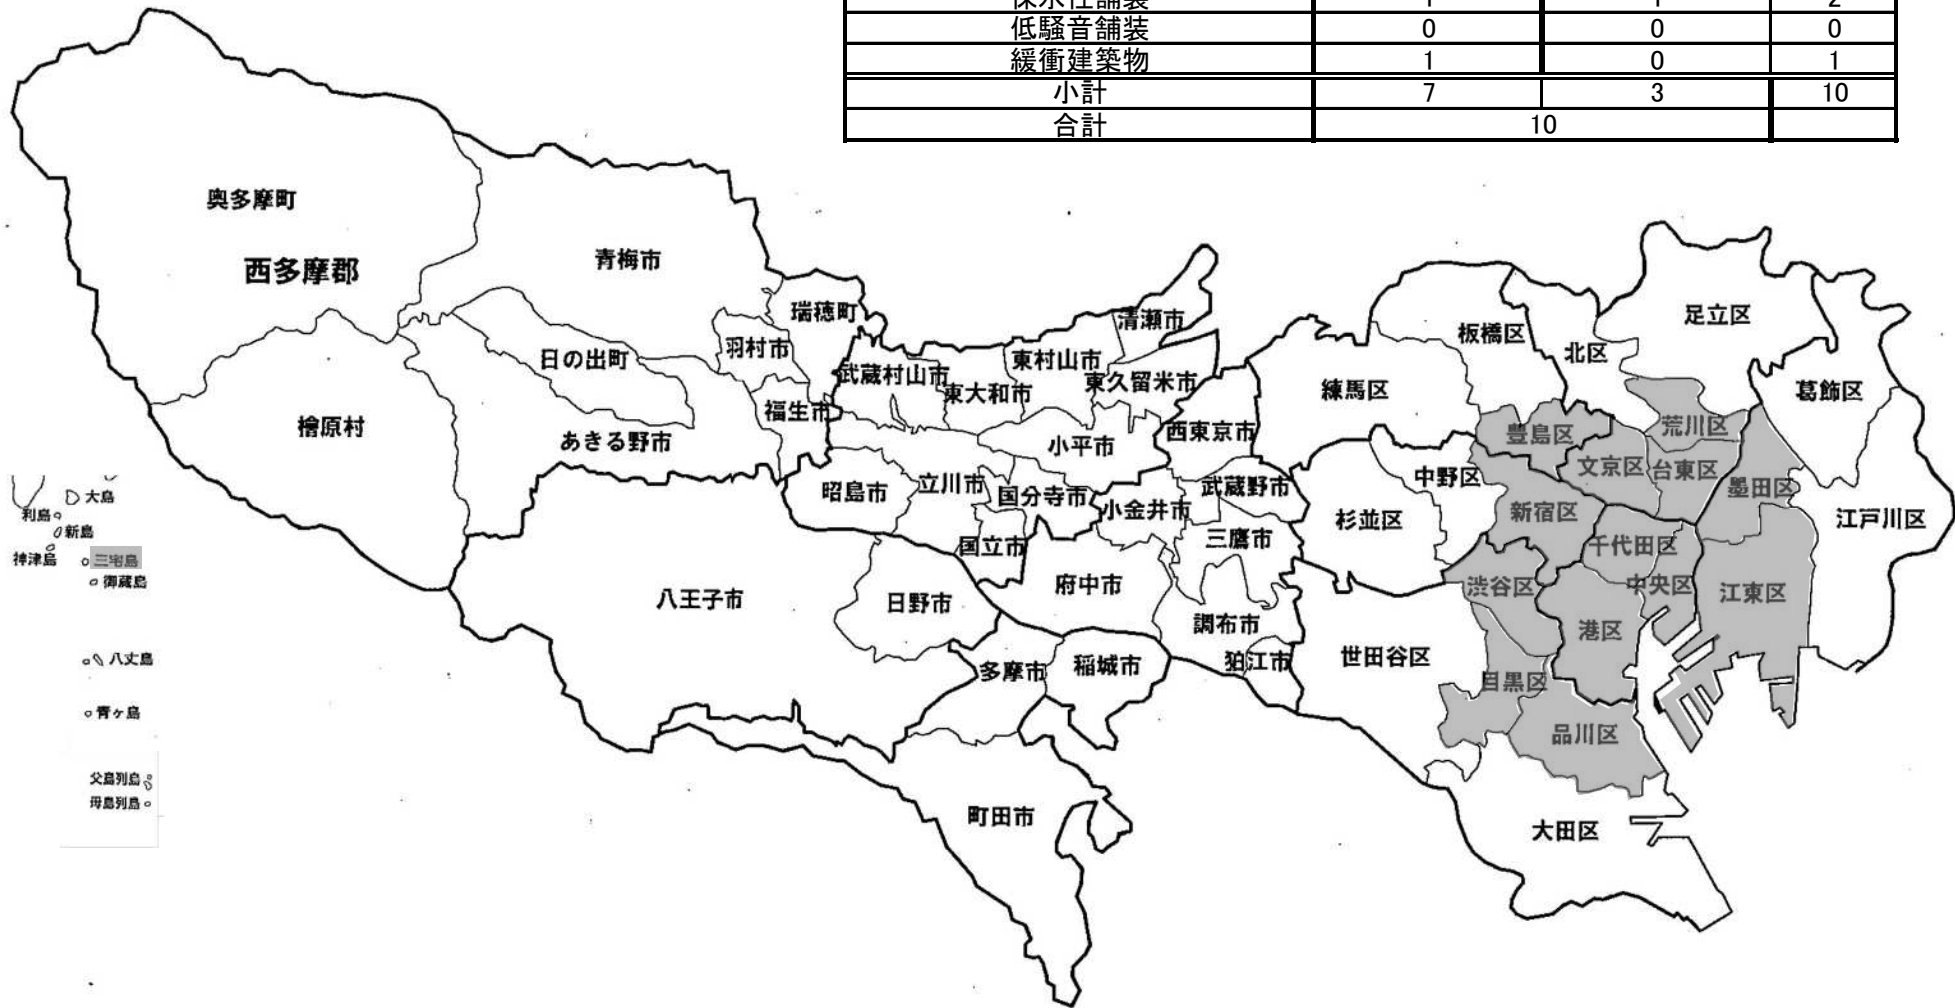 保水性舗装 1 1 2
低騒音舗装 0 0 0
緩衝建築物 1 0 1
小計 7 3 10
合計 10
奥多摩町
西多摩郡
青梅市
瑞穂町
羽村市
日の出町
福生市
檜原村
あきる野市
清瀬市
東村山市
武蔵村山市
東大和市
東久留米市
小平市
西東京市
昭島市
立川市
国分寺市
小金井市
武蔵野市
国立市
三鷹市
八王子市
日野市
府中市
調布市
狛江市
多摩市
稲城市
町田市
足立区
板橋区
北区
練馬区
葛飾区
荒川区
豊島区
文京区
台東区
墨田区
中野区
杉並区
新宿区
江戸川区
千代田区
渋谷区
中央区
江東区
港区
世田谷区
目黒区
品川区
大田区
大島
利島
新島
神津島
三宅島
御蔵島
八丈島
青ヶ島
父島列島
母島列島